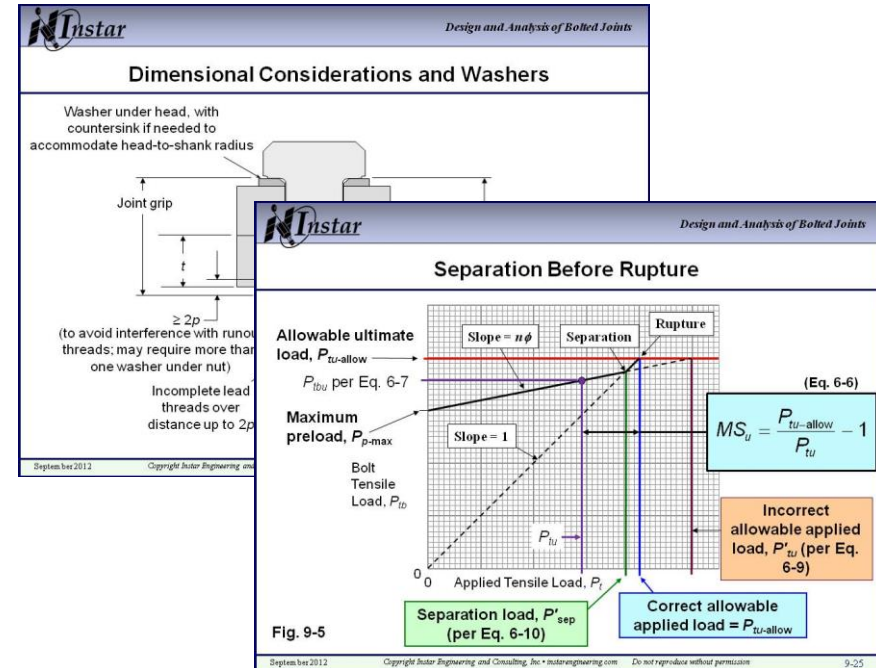 Instar
Design and Analysis of Bolted Joints
Dimensional Considerations and Washers
Washer under head, with
countersink if needed to
accommodate head-to-shank radius
Joint grip
t
≥ 2p
(to avoid interference with
threads; may require more
one washer under nut)
Incomplete lead
threads over
distance up to 2p
September 2012
Copyright Instar Engineering
Instar
Design and Analysis of Bolted Joints
Separation Before Rupture
Allowable ultimate
load, Ptu-allow
Ptbu per Eq. 6-7
Maximum
preload, Pp-max
Bolt
Tensile
Load, Ptb
Slope = nϕ
Separation
Rupture
Slope = 1
(Eq. 6-6)
MSu = Ptu-allow / Ptu − 1
Ptu
Incorrect
allowable applied
load, P'tu (per Eq.
6-9)
0
0
Applied Tensile Load, Pt
Separation load, P'sep
(per Eq. 6-10)
Correct allowable
applied load = Ptu-allow
Fig. 9-5
September 2012
Copyright Instar Engineering and Consulting, Inc • instarengineering.com Do not reproduce without permission
9-25